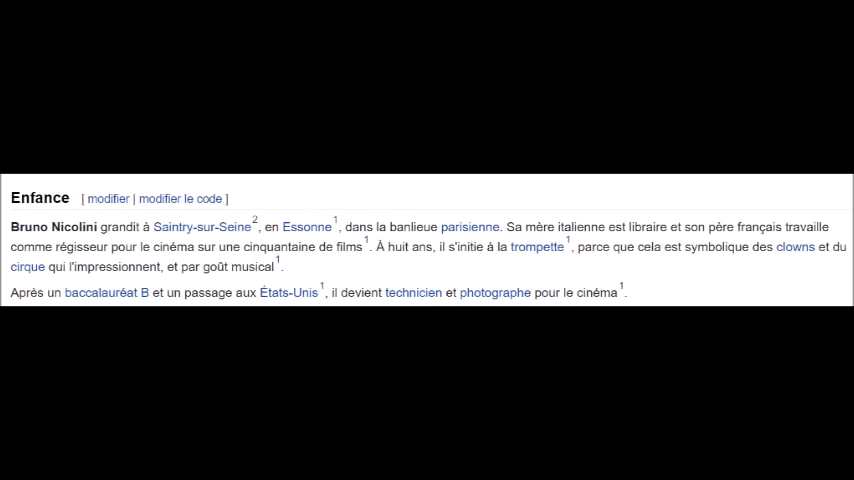 Enfance [ modifier | modifier le code ]
Bruno Nicolini grandit à Saintry-sur-Seine2, en Essonne1, dans la banlieue parisienne. Sa mère italienne est libraire et son père français travaille
comme régisseur pour le cinéma sur une cinquantaine de films1. À huit ans, il s'initie à la trompette1, parce que cela est symbolique des clowns et du
cirque qui l'impressionnent, et par goût musical1.
Après un baccalauréat B et un passage aux États-Unis1, il devient technicien et photographe pour le cinéma1.